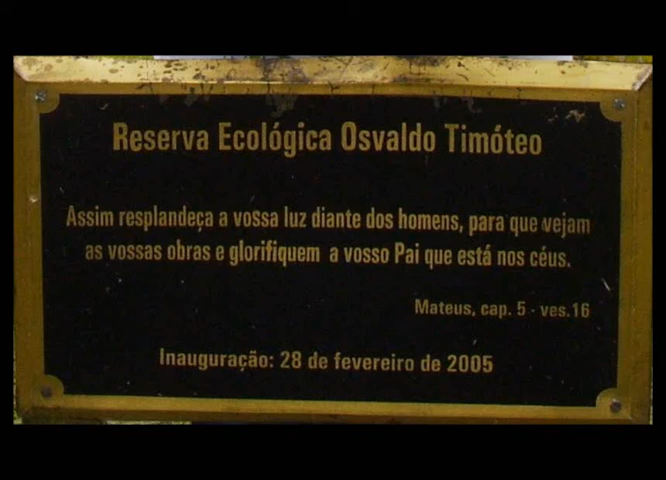 Reserva Ecológica Osvaldo Timóteo
Assim resplandeça a vossa luz diante dos homens, para que vejam
as vossas obras e glorifiquem a vosso Pai que está nos céus.
Mateus, cap. 5 - ves.16
Inauguração: 28 de fevereiro de 2005